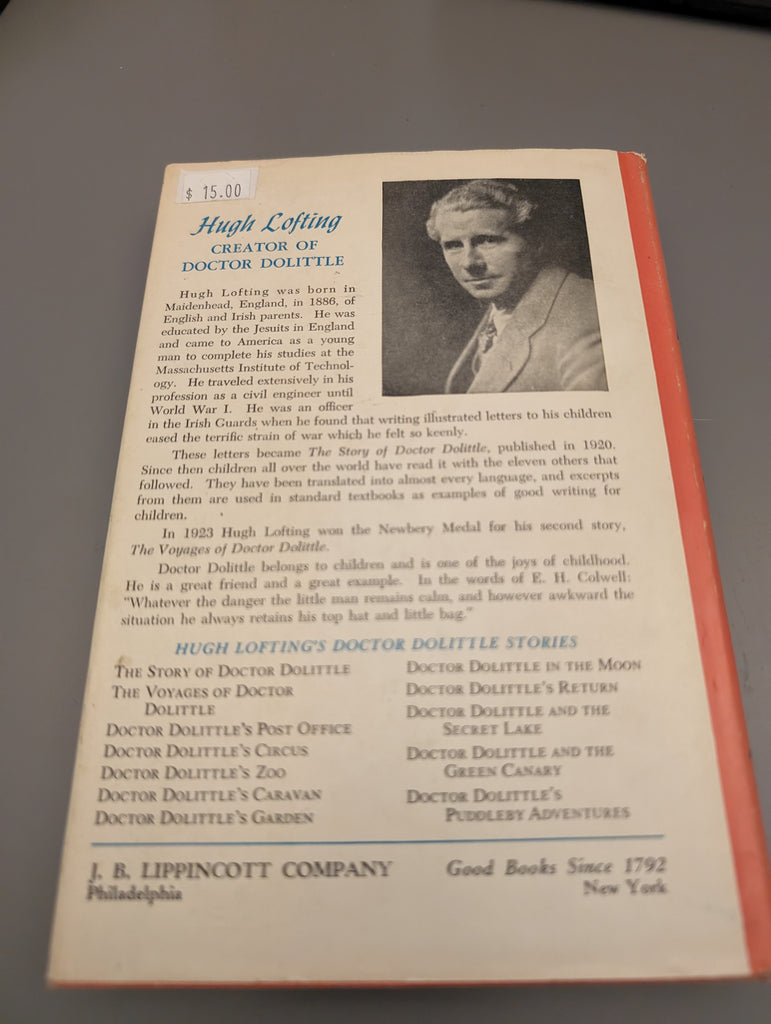 $ 15.00
Hugh Lofting
CREATOR OF
DOCTOR DOLITTLE
Hugh Lofting was born in
Maidenhead, England, in 1886, of
English and Irish parents. He was
educated by the Jesuits in England
and came to America as a young
man to complete his studies at the
Massachusetts Institute of Technol-
ogy. He traveled extensively in his
profession as a civil engineer until
World War I. He was an officer
in the Irish Guards when he found that writing illustrated letters to his children
eased the terrific strain of war which he felt so keenly.
These letters became The Story of Doctor Dolittle, published in 1920.
Since then children all over the world have read it with the eleven others that
followed. They have been translated into almost every language, and excerpts
from them are used in standard textbooks as examples of good writing for
children.
In 1923 Hugh Lofting won the Newbery Medal for his second story,
The Voyages of Doctor Dolittle.
Doctor Dolittle belongs to children and is one of the joys of childhood.
He is a great friend and a great example. In the words of E. H. Colwell:
"Whatever the danger the little man remains calm, and however awkward the
situation he always retains his top hat and little bag."
HUGH LOFTING'S DOCTOR DOLITTLE STORIES
THE STORY OF DOCTOR DOLITTLE
THE VOYAGES OF DOCTOR
DOLITTLE
DOCTOR DOLITTLE'S POST OFFICE
DOCTOR DOLITTLE'S CIRCUS
DOCTOR DOLITTLE'S ZOO
DOCTOR DOLITTLE'S CARAVAN
DOCTOR DOLITTLE'S GARDEN
DOCTOR DOLITTLE IN THE MOON
DOCTOR DOLITTLE'S RETURN
DOCTOR DOLITTLE AND THE
SECRET LAKE
DOCTOR DOLITTLE AND THE
GREEN CANARY
DOCTOR DOLITTLE'S
PUDDLEBY ADVENTURES
J. B. LIPPINCOTT COMPANY
Philadelphia
Good Books Since 1792
New York